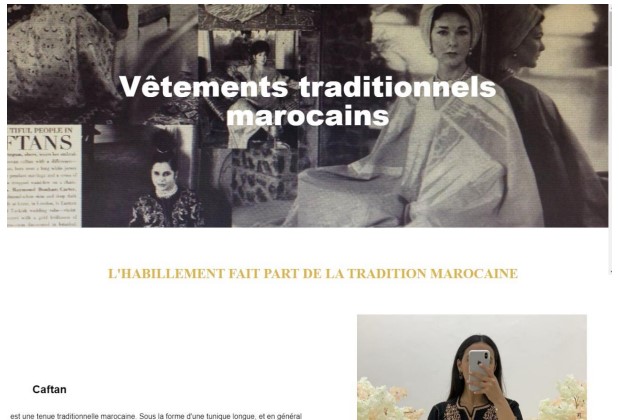 Vêtements traditionnels
marocains
TIFUL PEOPLE IN
FTANS
L'HABILLEMENT FAIT PART DE LA TRADITION MAROCAINE
Caftan
est une tenue traditionnelle marocaine. Sous la forme d'une tunique longue, et en général